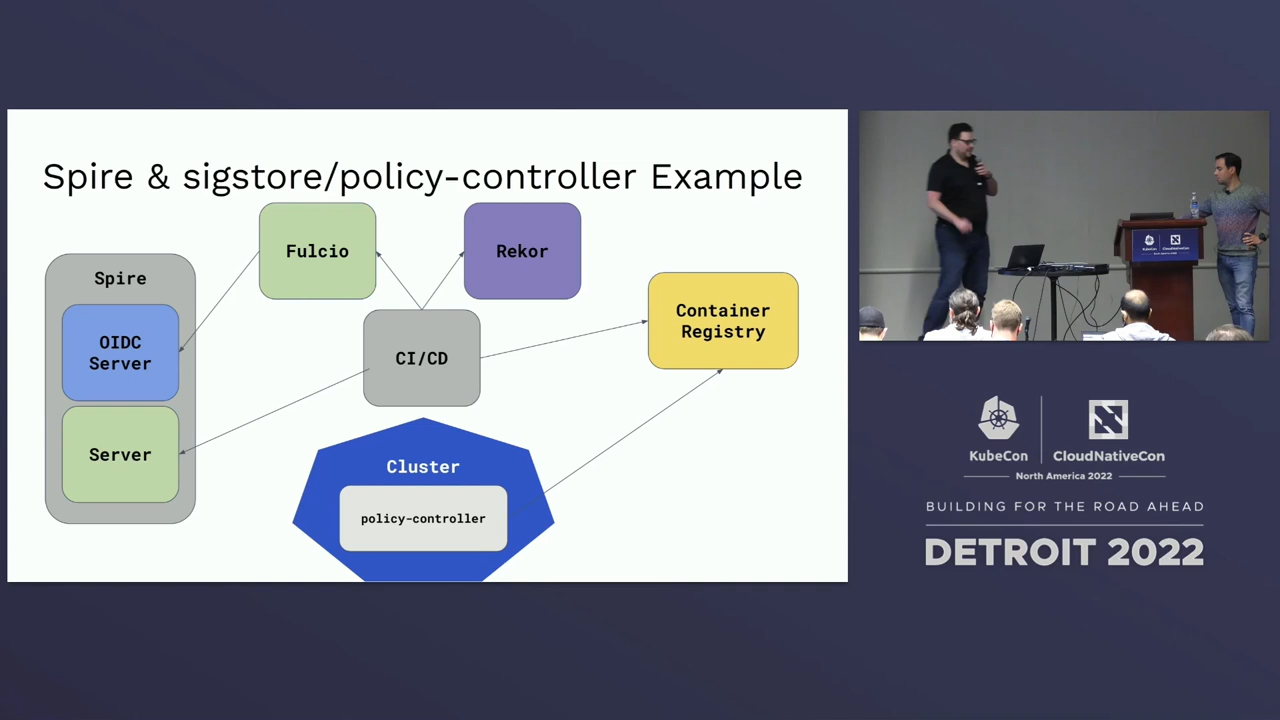 Spire & sigstore/policy-controller Example
Fulcio
Rekor
Spire
OIDC
Server
Server
CI/CD
Container
Registry
Cluster
policy-controller
KubeCon
CloudNativeCon
North America 2022
BUILDING FOR THE ROAD AHEAD
DETROIT 2022